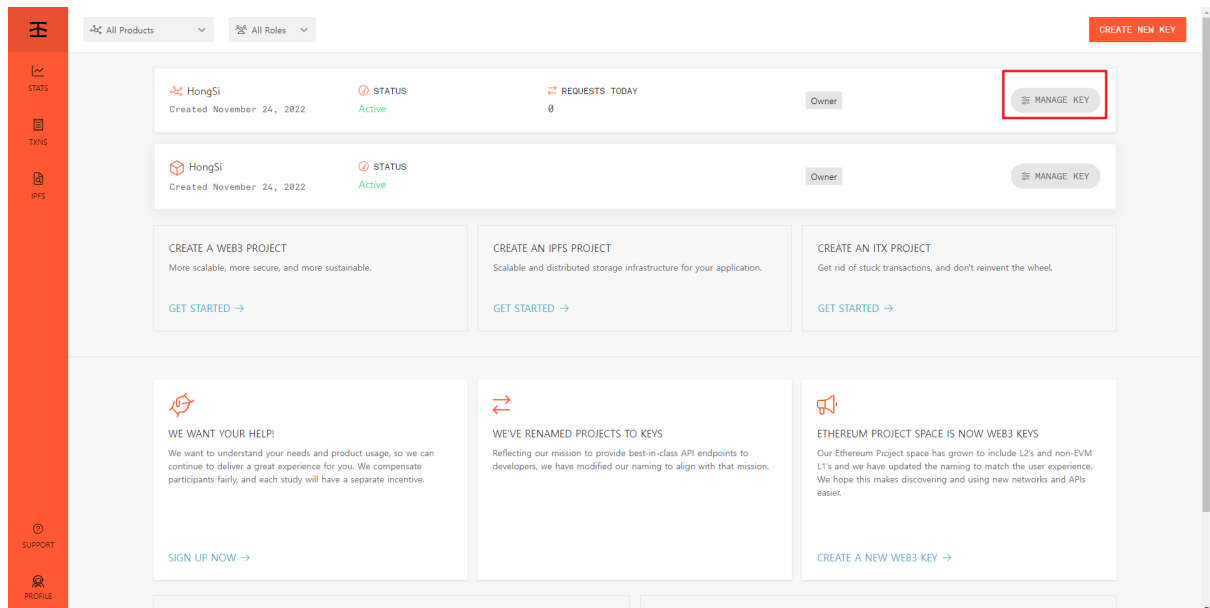 All Products
All Roles
CREATE NEW KEY
STATS
TXNS
IPFS
SUPPORT
PROFILE
HongSi
STATUS
REQUESTS TODAY
Created November 24, 2022
Active
0
Owner
MANAGE KEY
HongSi
STATUS
Created November 24, 2022
Active
Owner
MANAGE KEY
CREATE A WEB3 PROJECT
More scalable, more secure, and more sustainable.
GET STARTED →
CREATE AN IPFS PROJECT
Scalable and distributed storage infrastructure for your application.
GET STARTED →
CREATE AN ITX PROJECT
Get rid of stuck transactions, and don't reinvent the wheel.
GET STARTED →
WE WANT YOUR HELP!
We want to understand your needs and product usage, so we can
continue to deliver a great experience for you. We compensate
participants fairly, and each study will have a separate incentive.
SIGN UP NOW →
WE'VE RENAMED PROJECTS TO KEYS
Reflecting our mission to provide best-in-class API endpoints to
developers, we have modified our naming to align with that mission.
ETHEREUM PROJECT SPACE IS NOW WEB3 KEYS
Our Ethereum Project space has grown to include L2's and non-EVM
L1's and we have updated the naming to match the user experience.
We hope this makes discovering and using new networks and APIs
easier.
CREATE A NEW WEB3 KEY →